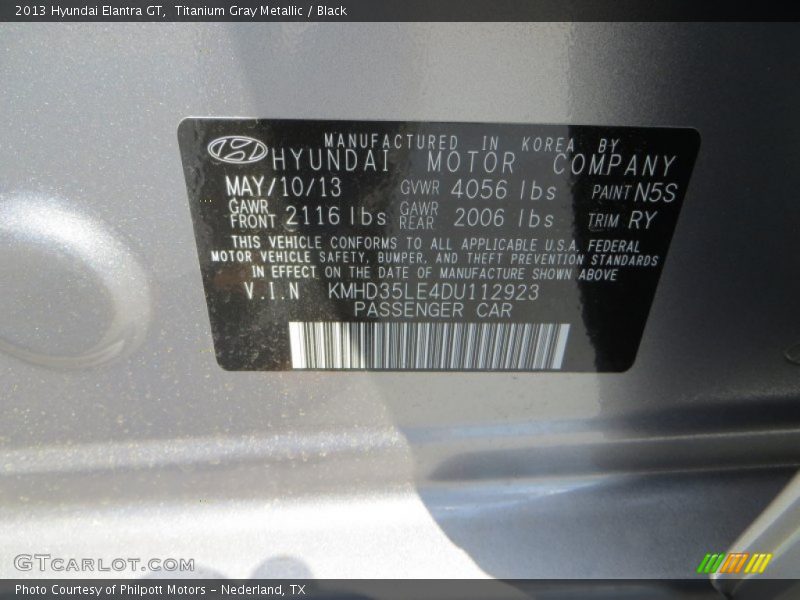 2013 Hyundai Elantra GT,  Titanium Gray Metallic / Black
MANUFACTURED IN KOREA BY
HYUNDAI MOTOR COMPANY
MAY/10/13 GVWR 4056 lbs PAINT N5S
GAWR FRONT 2116 lbs GAWR REAR 2006 lbs TRIM RY
THIS VEHICLE CONFORMS TO ALL APPLICABLE U.S.A. FEDERAL
MOTOR VEHICLE SAFETY, BUMPER, AND THEFT PREVENTION STANDARDS
IN EFFECT ON THE DATE OF MANUFACTURE SHOWN ABOVE
V.I.N KMHD35LE4DU112923
PASSENGER CAR
GTCARLOT.COM
Photo Courtesy of Philpott Motors – Nederland, TX